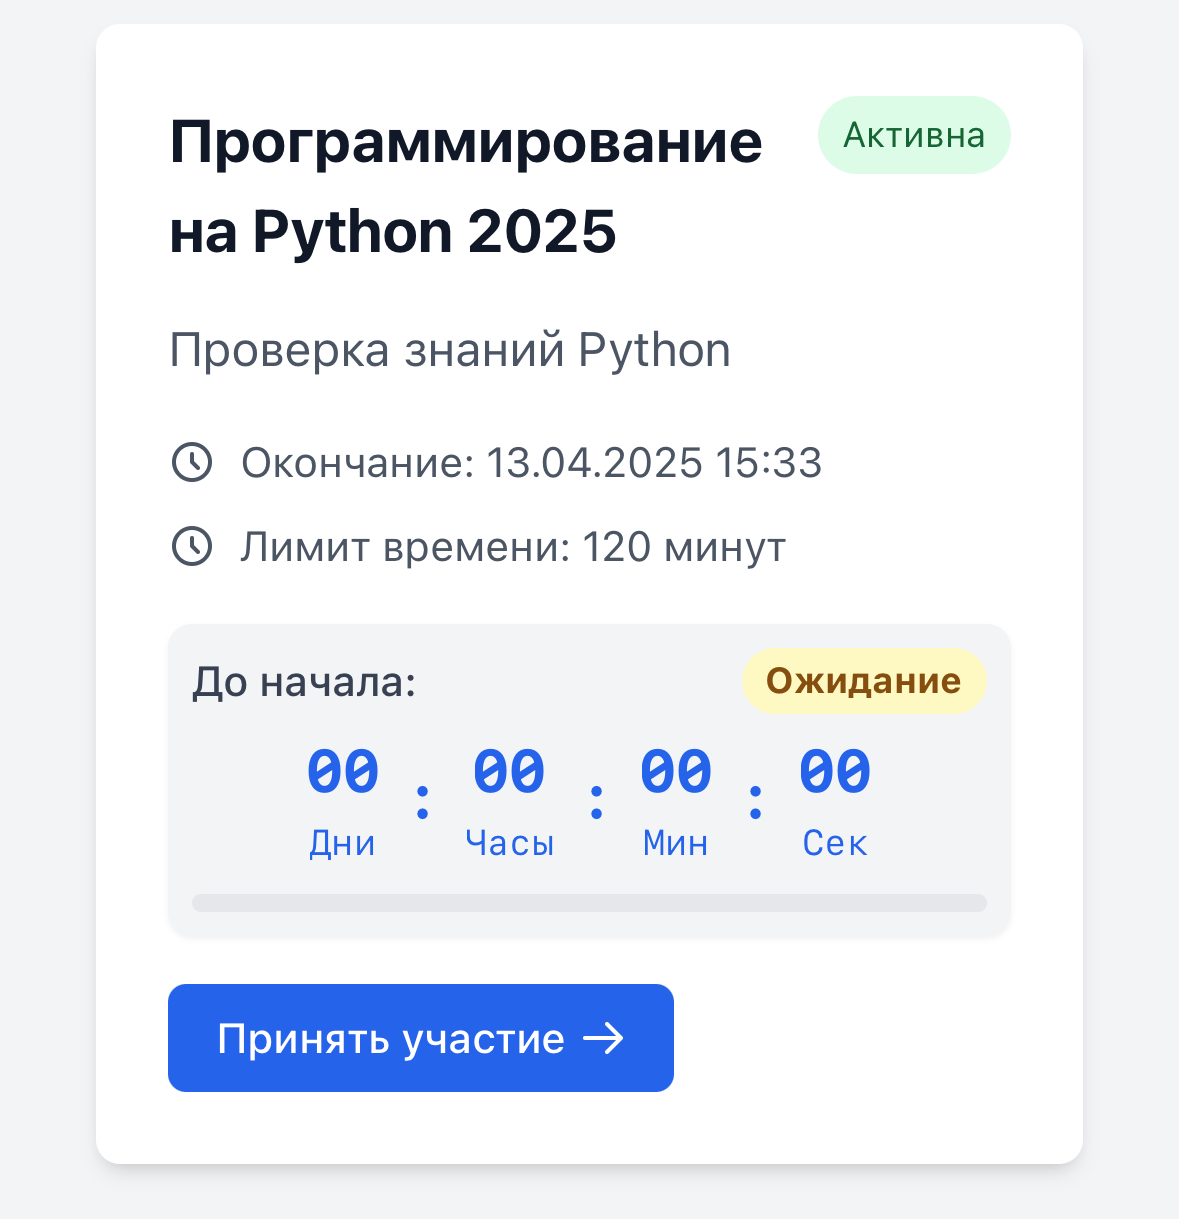 Программирование
на Python 2025
Активна
Проверка знаний Python
Окончание: 13.04.2025 15:33
Лимит времени: 120 минут
До начала:
Ожидание
00 : 00 : 00 : 00
Дни Часы Мин Сек
Принять участие →